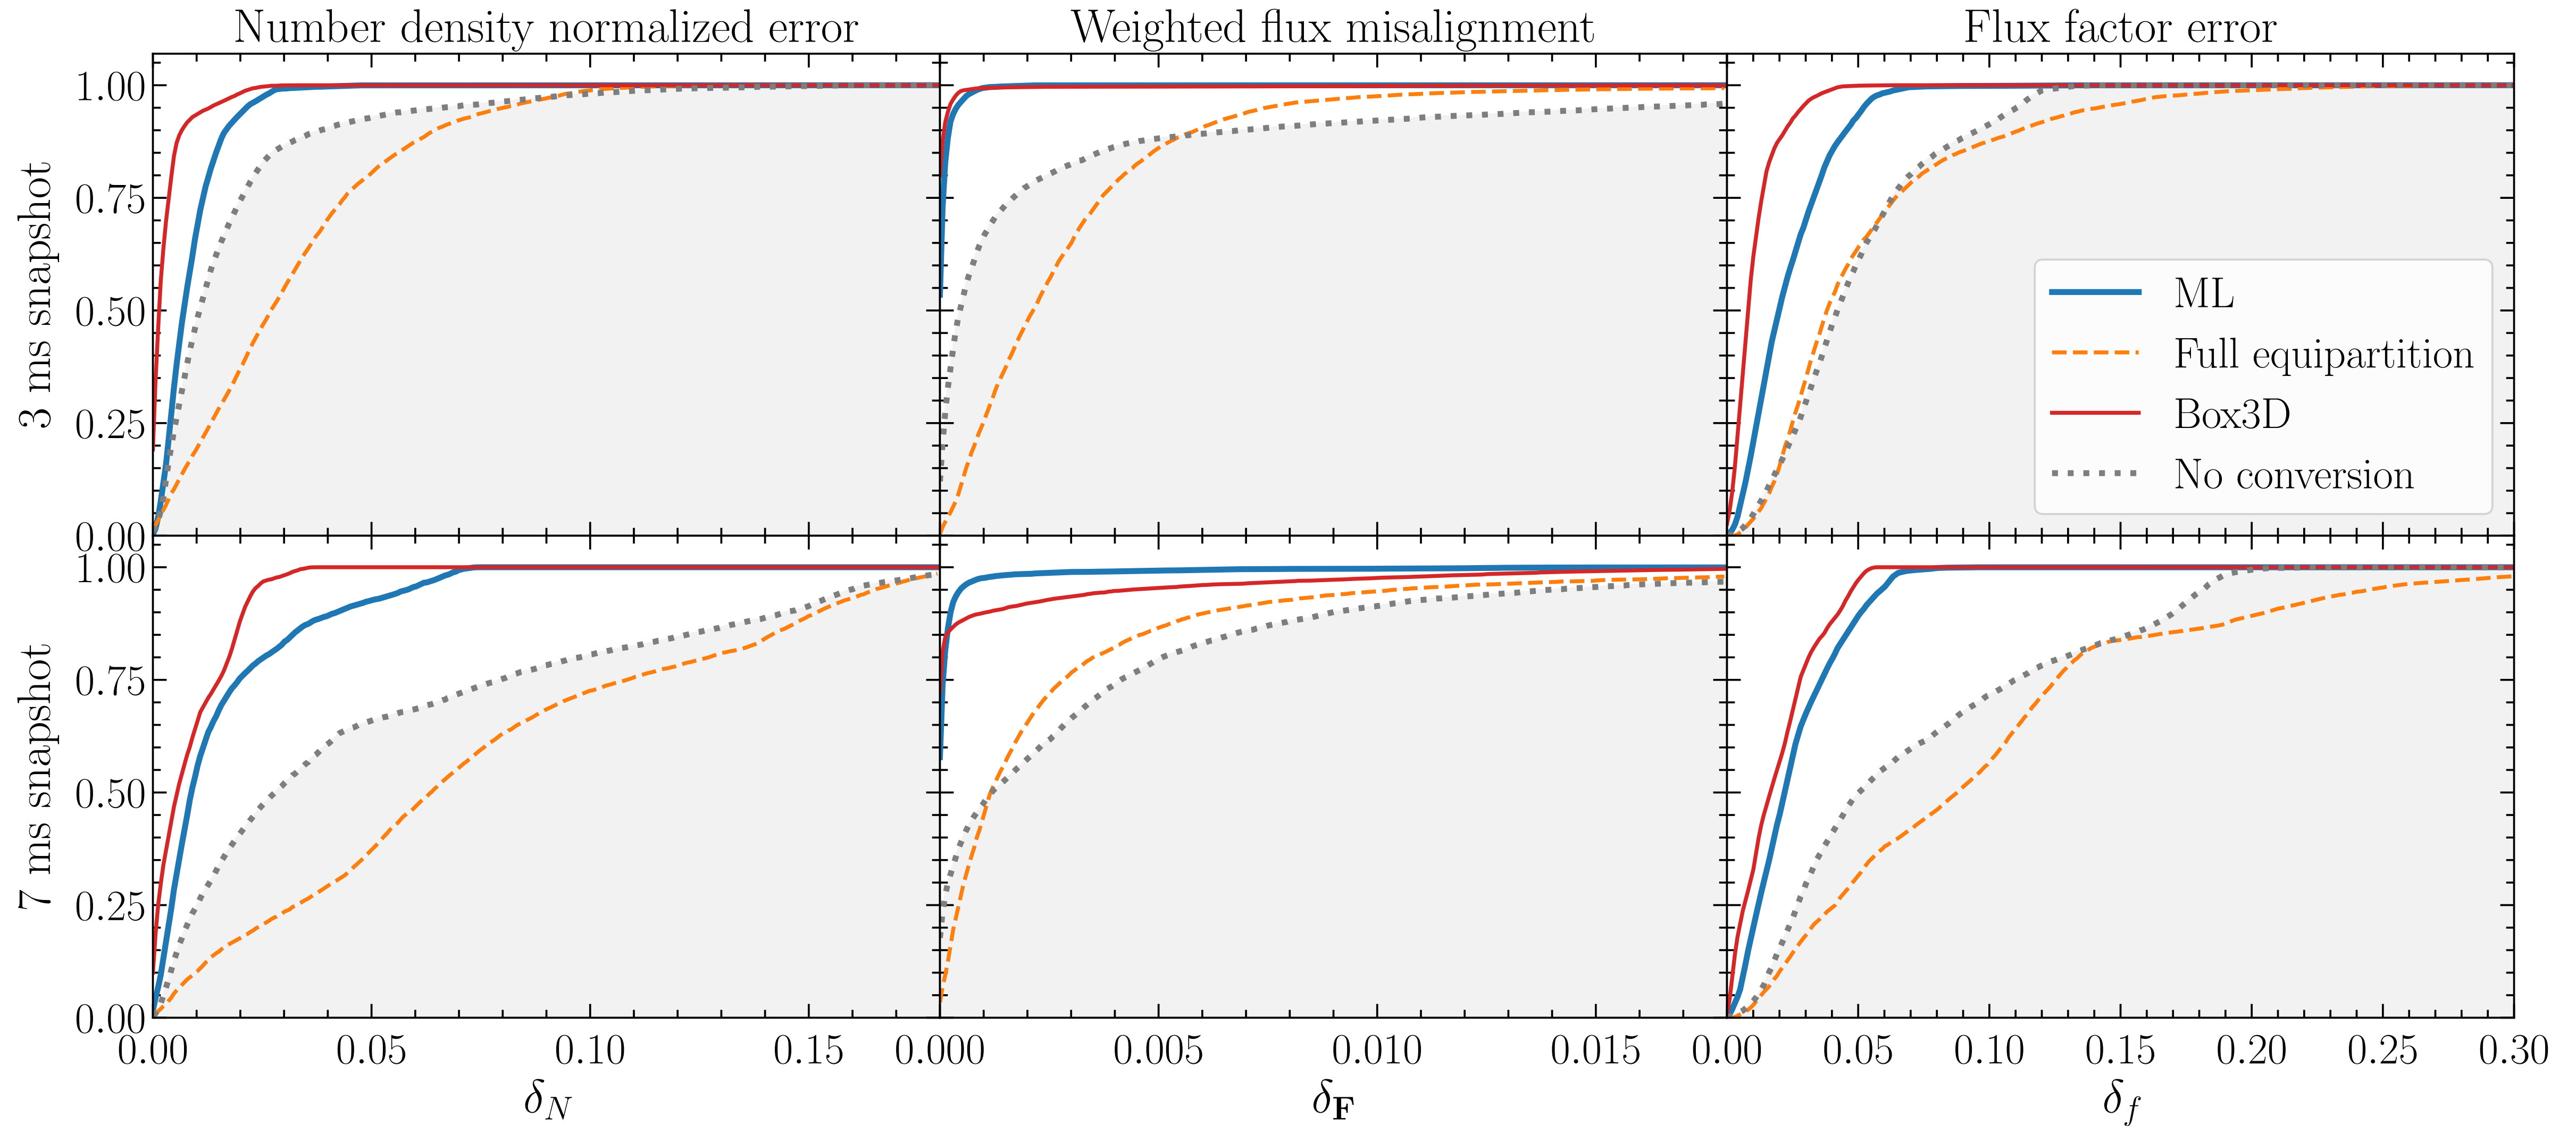 Number density normalized error
Weighted flux misalignment
Flux factor error
3 ms snapshot
1.00
0.75
0.50
0.25
0.00
ML
Full equipartition
Box3D
No conversion
7 ms snapshot
1.00
0.75
0.50
0.25
0.00
0.00 0.05 0.10 0.15 0.000 0.005 0.010 0.015 0.00 0.05 0.10 0.15 0.20 0.25 0.30
δ_N
δ_F
δ_f